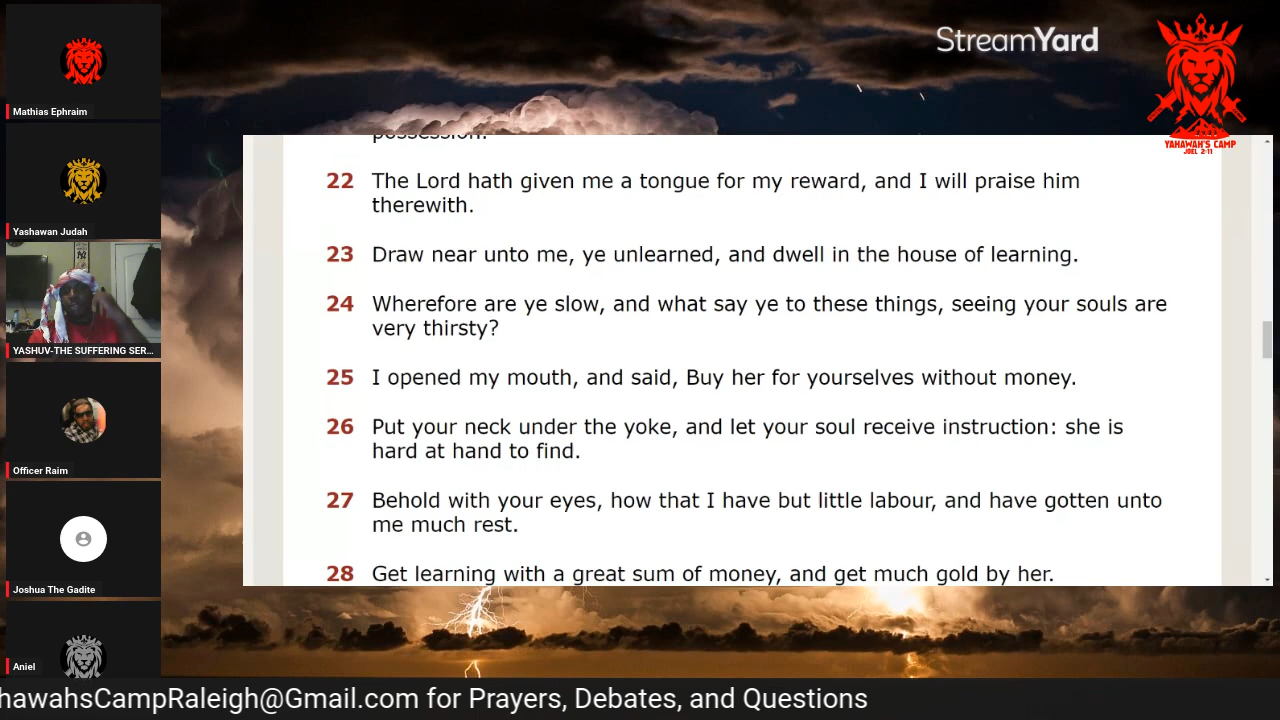 Mathias Ephraim
Yashawan Judah
YASHUV-THE SUFFERING SER...
Officer Raim
Joshua The Gadite
Aniel
StreamYard
YAHAWAH'S CAMP
JOEL 2:11
possession.
22 The Lord hath given me a tongue for my reward, and I will praise him
therewith.
23 Draw near unto me, ye unlearned, and dwell in the house of learning.
24 Wherefore are ye slow, and what say ye to these things, seeing your souls are
very thirsty?
25 I opened my mouth, and said, Buy her for yourselves without money.
26 Put your neck under the yoke, and let your soul receive instruction: she is
hard at hand to find.
27 Behold with your eyes, how that I have but little labour, and have gotten unto
me much rest.
28 Get learning with a great sum of money, and get much gold by her.
hawahsCampRaleigh@Gmail.com for Prayers, Debates, and Questions